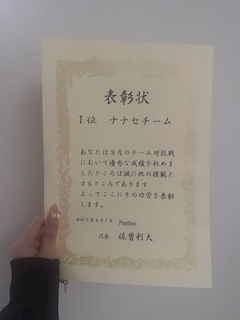 表彰状
1位 ナナセチーム
あなたは3月のチーム対抗戦
において優秀な成績を収めま
したところは誠に他の模範と
するところであります
よってここにその功労を表彰
します。
Panther
代表 佐曽利大